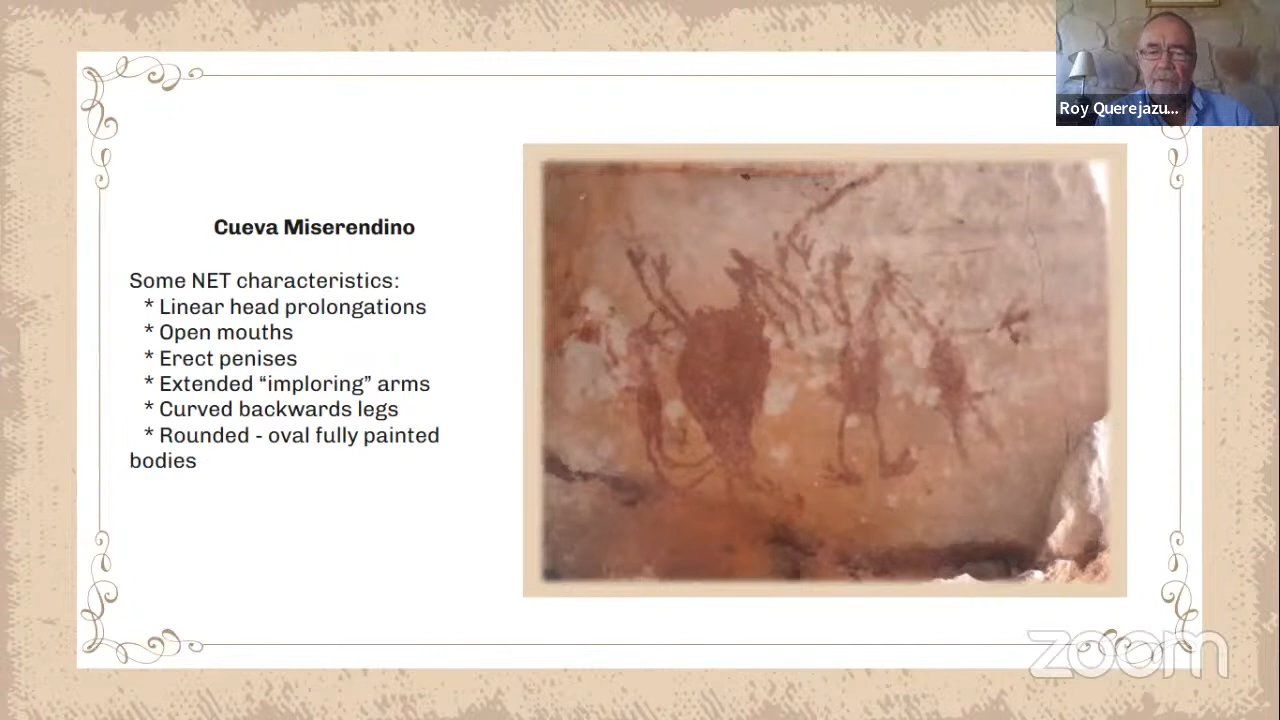 Roy Querejazu...
Cueva Miserendino
Some NET characteristics:
* Linear head prolongations
* Open mouths
* Erect penises
* Extended “imploring” arms
* Curved backwards legs
* Rounded - oval fully painted
bodies
zoom